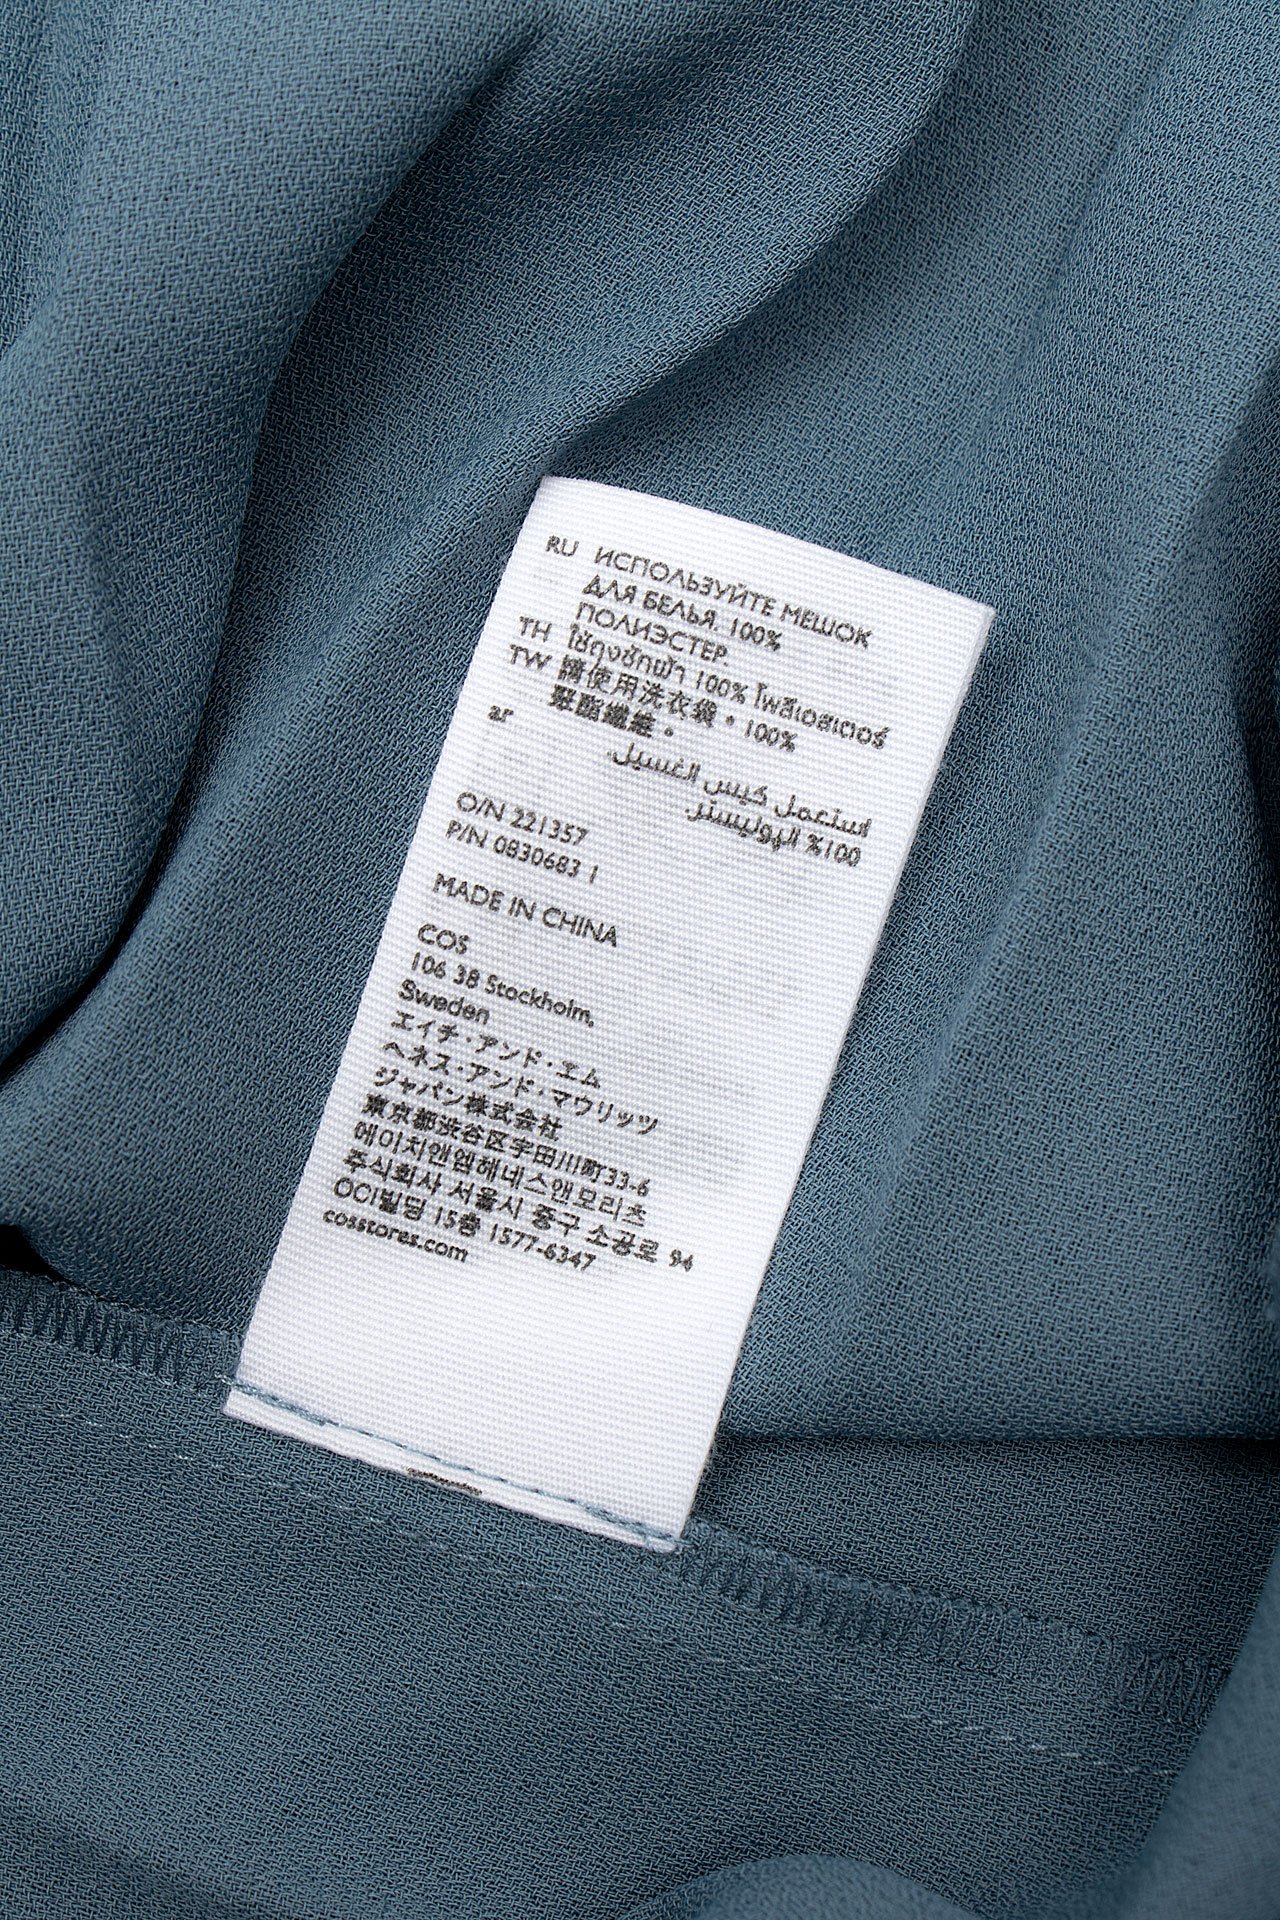 RU ИСПОЛЬЗУЙТЕ МЕШОК
ДЛЯ БЕЛЬЯ. 100%
ПОЛИЭСТЕР.
TH ใช้ถุงซักผ้า 100% โพลีเอสเตอร์
TW 請使用洗衣袋。100%
聚酯纖維。
ar
استعمل كيس الغسيل.
100% البوليستر.
O/N 221357
P/N 0830683 1
MADE IN CHINA
COS
106 38 Stockholm,
Sweden
エイチ・アンド・エム
ヘネス・アンド・マウリッツ
ジャパン株式会社
東京都渋谷区宇田川町33-6
에이치앤엠헤네스앤모리츠
주식회사 서울시 중구 소공로 94
OCI빌딩 15층 1577-6347
cosstores.com